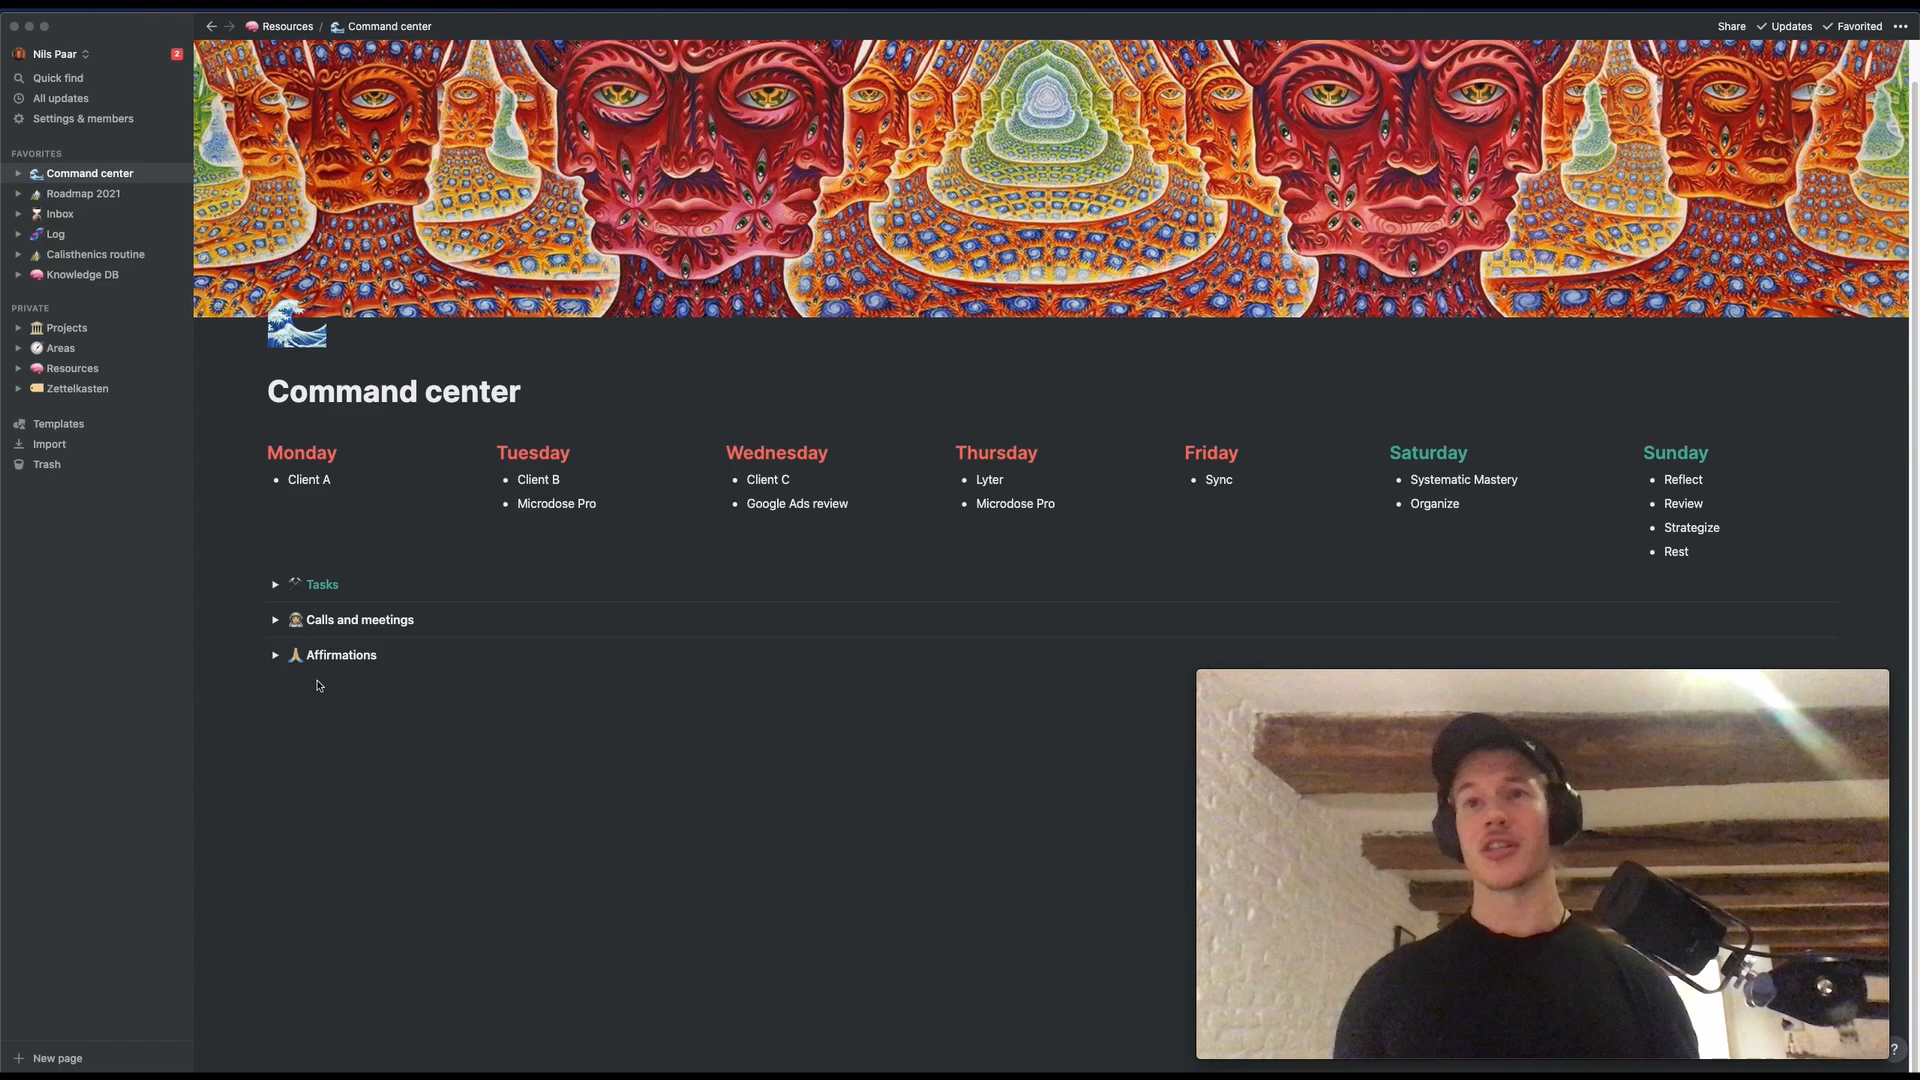 Resources / Command center
Share Updates Favorited
Nils Paar 2
Quick find
All updates
Settings & members
FAVORITES
Command center
Roadmap 2021
Inbox
Log
Calisthenics routine
Knowledge DB
PRIVATE
Projects
Areas
Resources
Zettelkasten
Templates
Import
Trash
New page
Command center
Monday
Client A
Tuesday
Client B
Microdose Pro
Wednesday
Client C
Google Ads review
Thursday
Lyter
Microdose Pro
Friday
Sync
Saturday
Systematic Mastery
Organize
Sunday
Reflect
Review
Strategize
Rest
Tasks
Calls and meetings
Affirmations
?